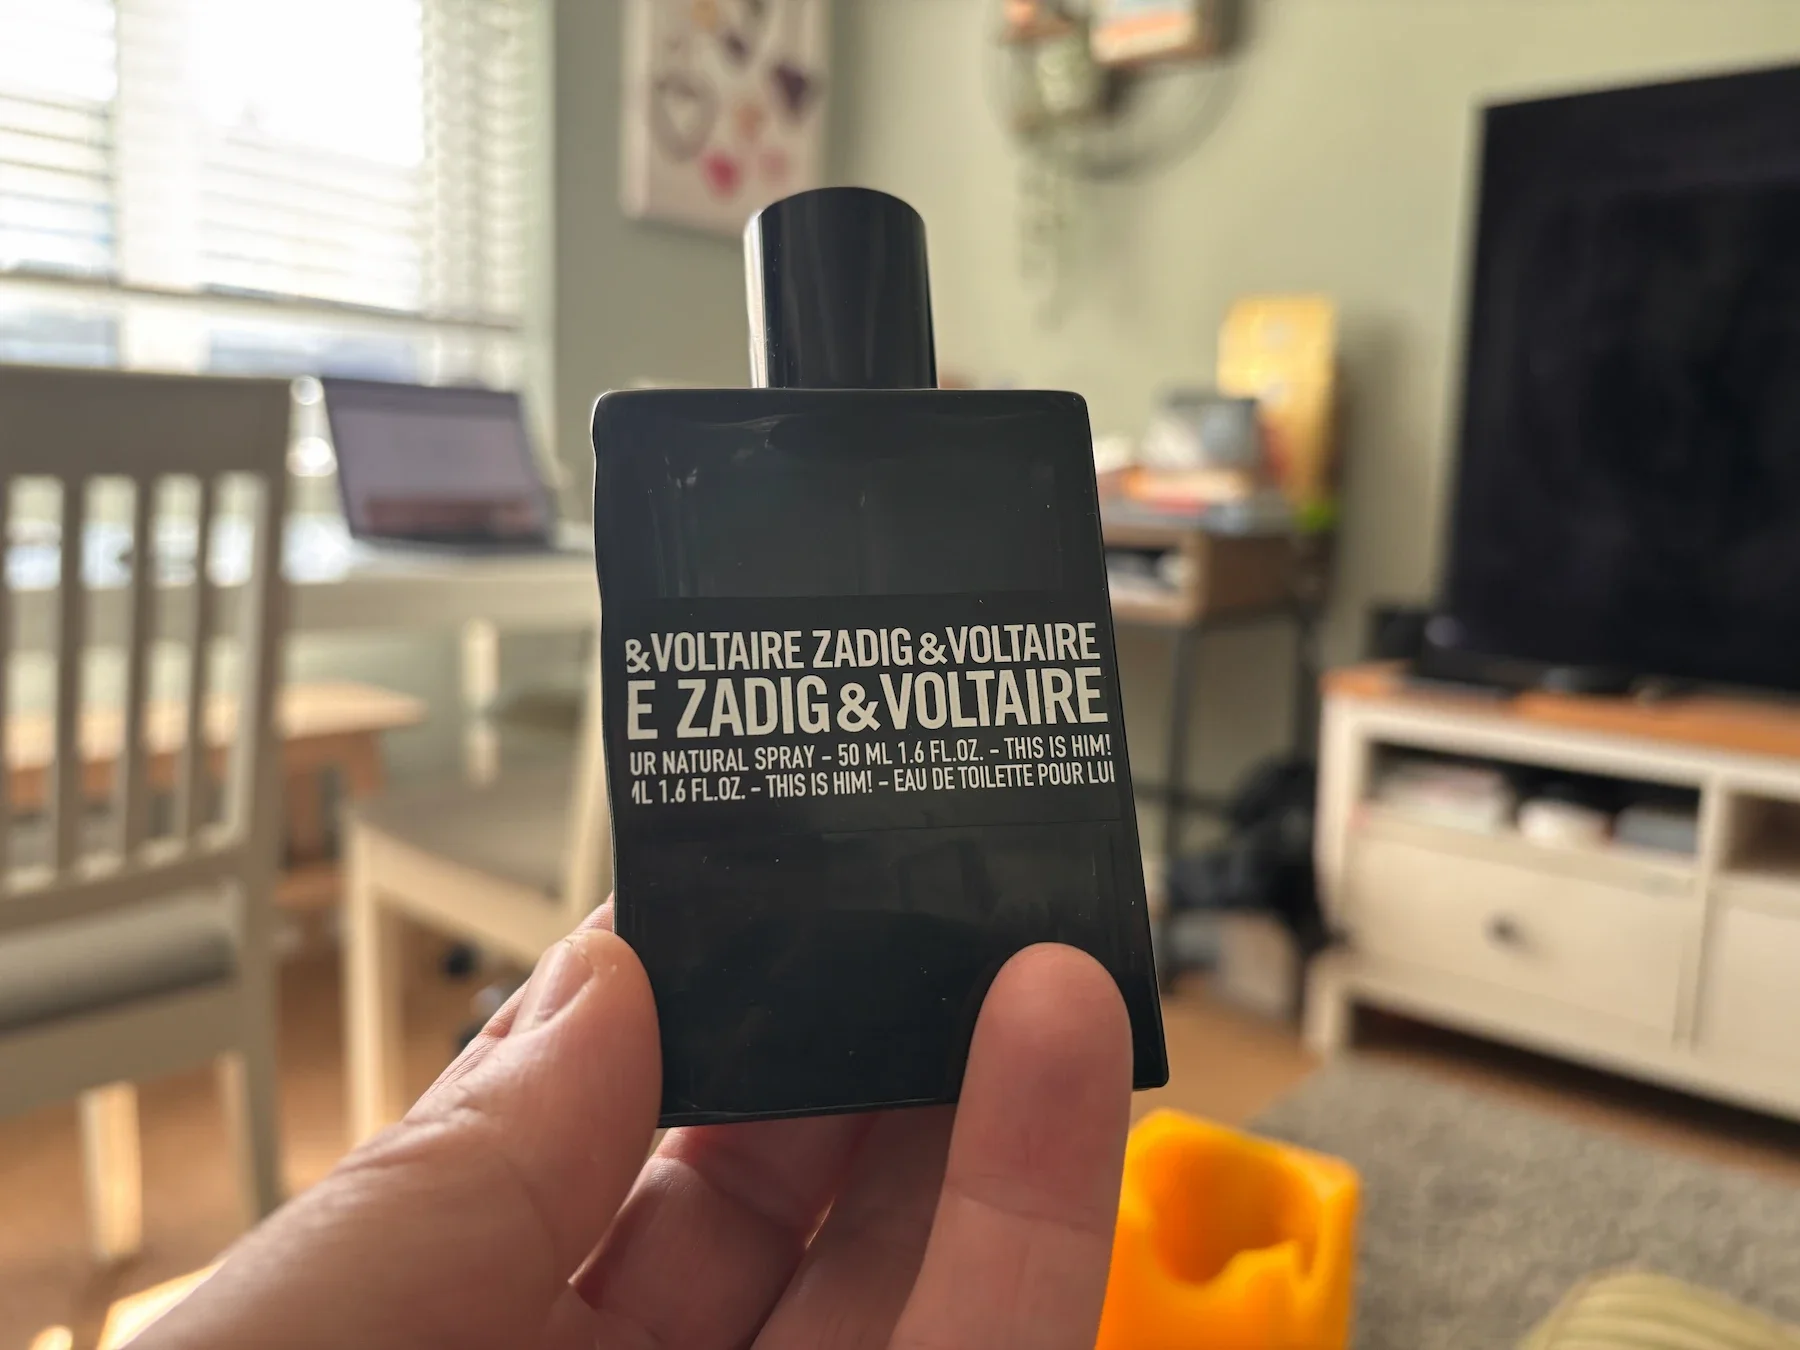 &VOLTAIRE ZADIG&VOLTAIRE
E ZADIG&VOLTAIRE
UR NATURAL SPRAY – 50 ML 1.6 FL.OZ. – THIS IS HIM!
ML 1.6 FL.OZ. – THIS IS HIM! – EAU DE TOILETTE POUR LUI